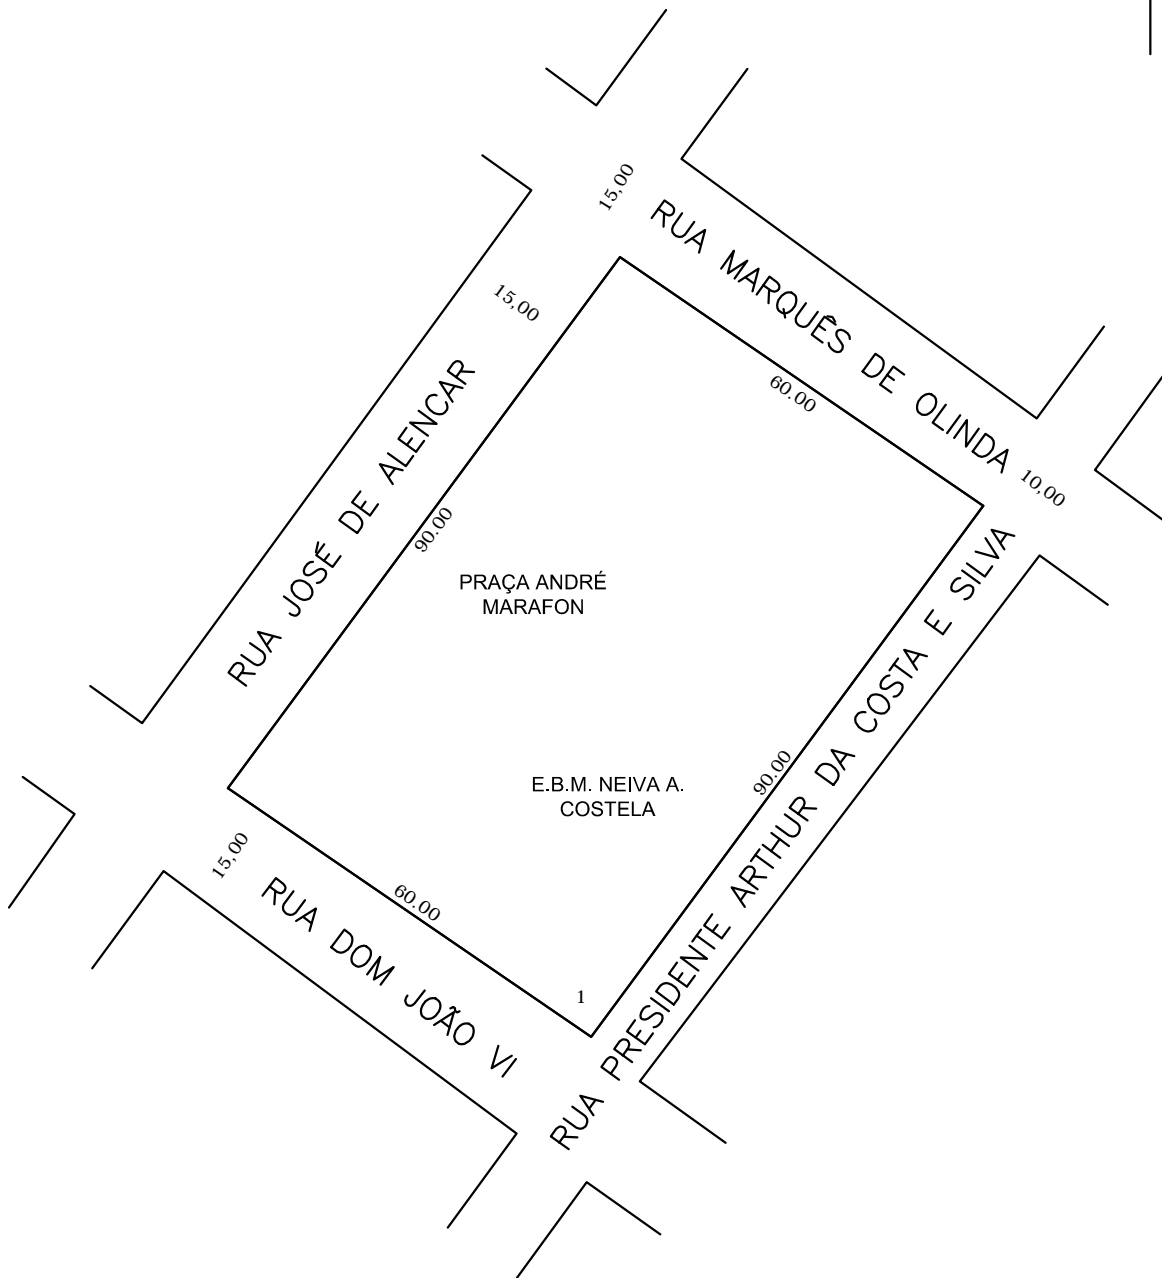 15,00
RUA MARQUÊS DE OLINDA
15,00
60.00
10,00
RUA JOSÉ DE ALENCAR
90.00
PRAÇA ANDRÉ
MARAFON
RUA PRESIDENTE ARTHUR DA COSTA E SILVA
90.00
E.B.M. NEIVA A.
COSTELA
15,00
60.00
RUA DOM JOÃO VI
1